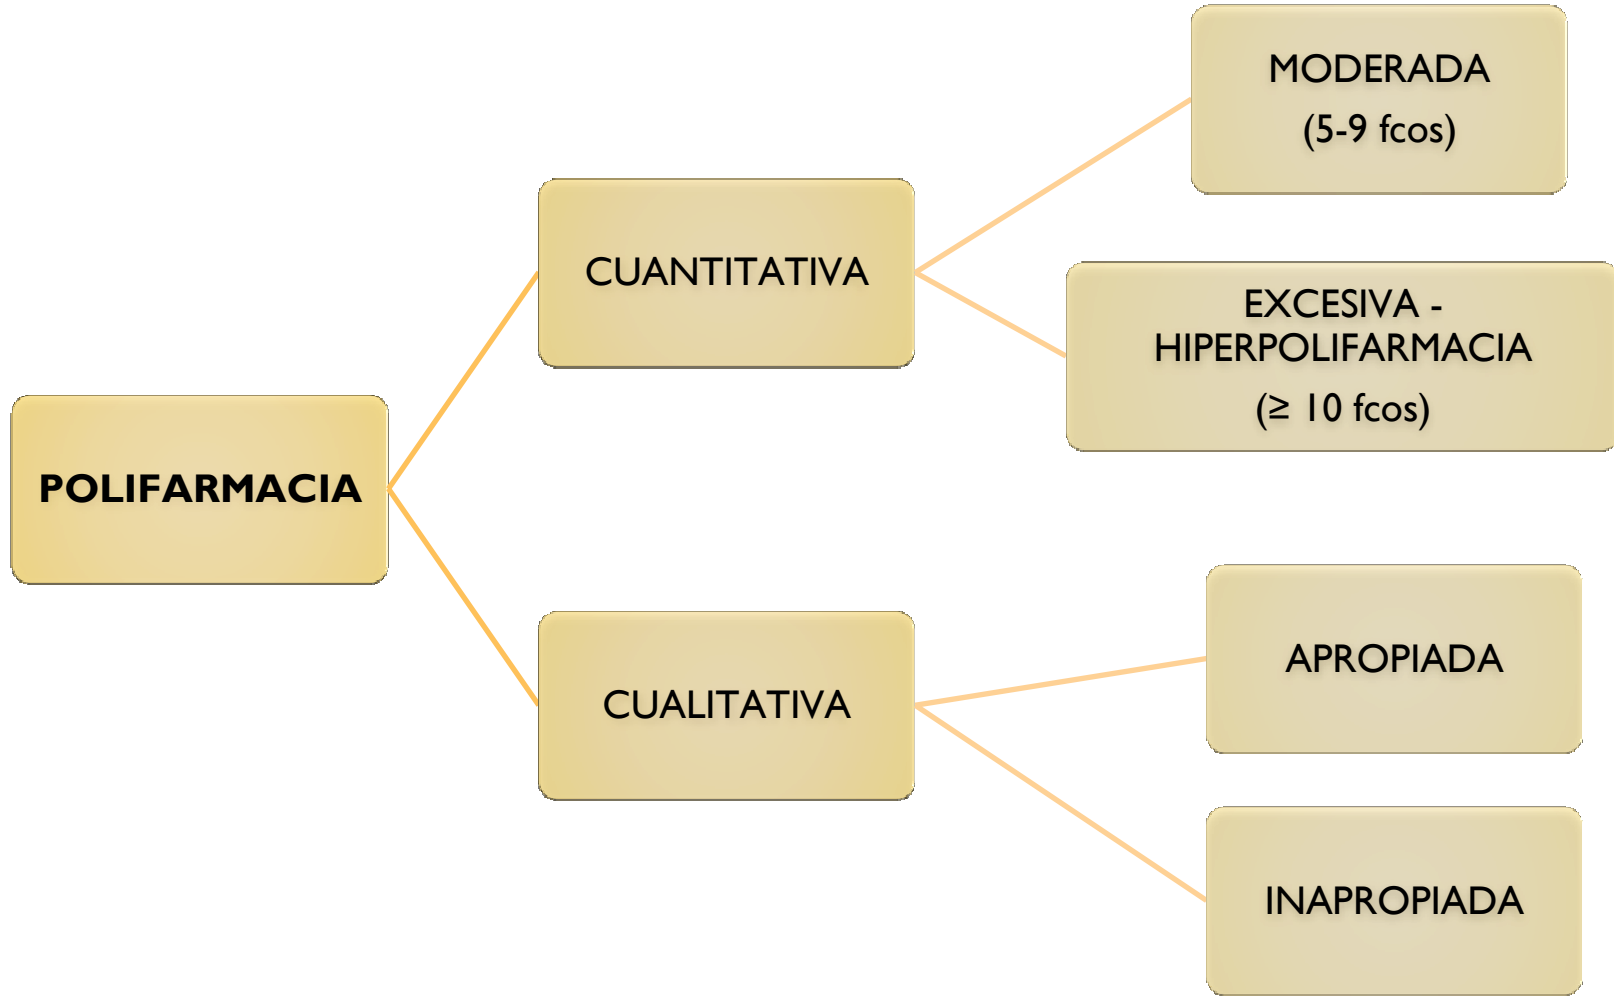 POLIFARMACIA
CUANTITATIVA
MODERADA
(5-9 fcos)
EXCESIVA -
HIPERPOLIFARMACIA
(≥ 10 fcos)
CUALITATIVA
APROPIADA
INAPROPIADA